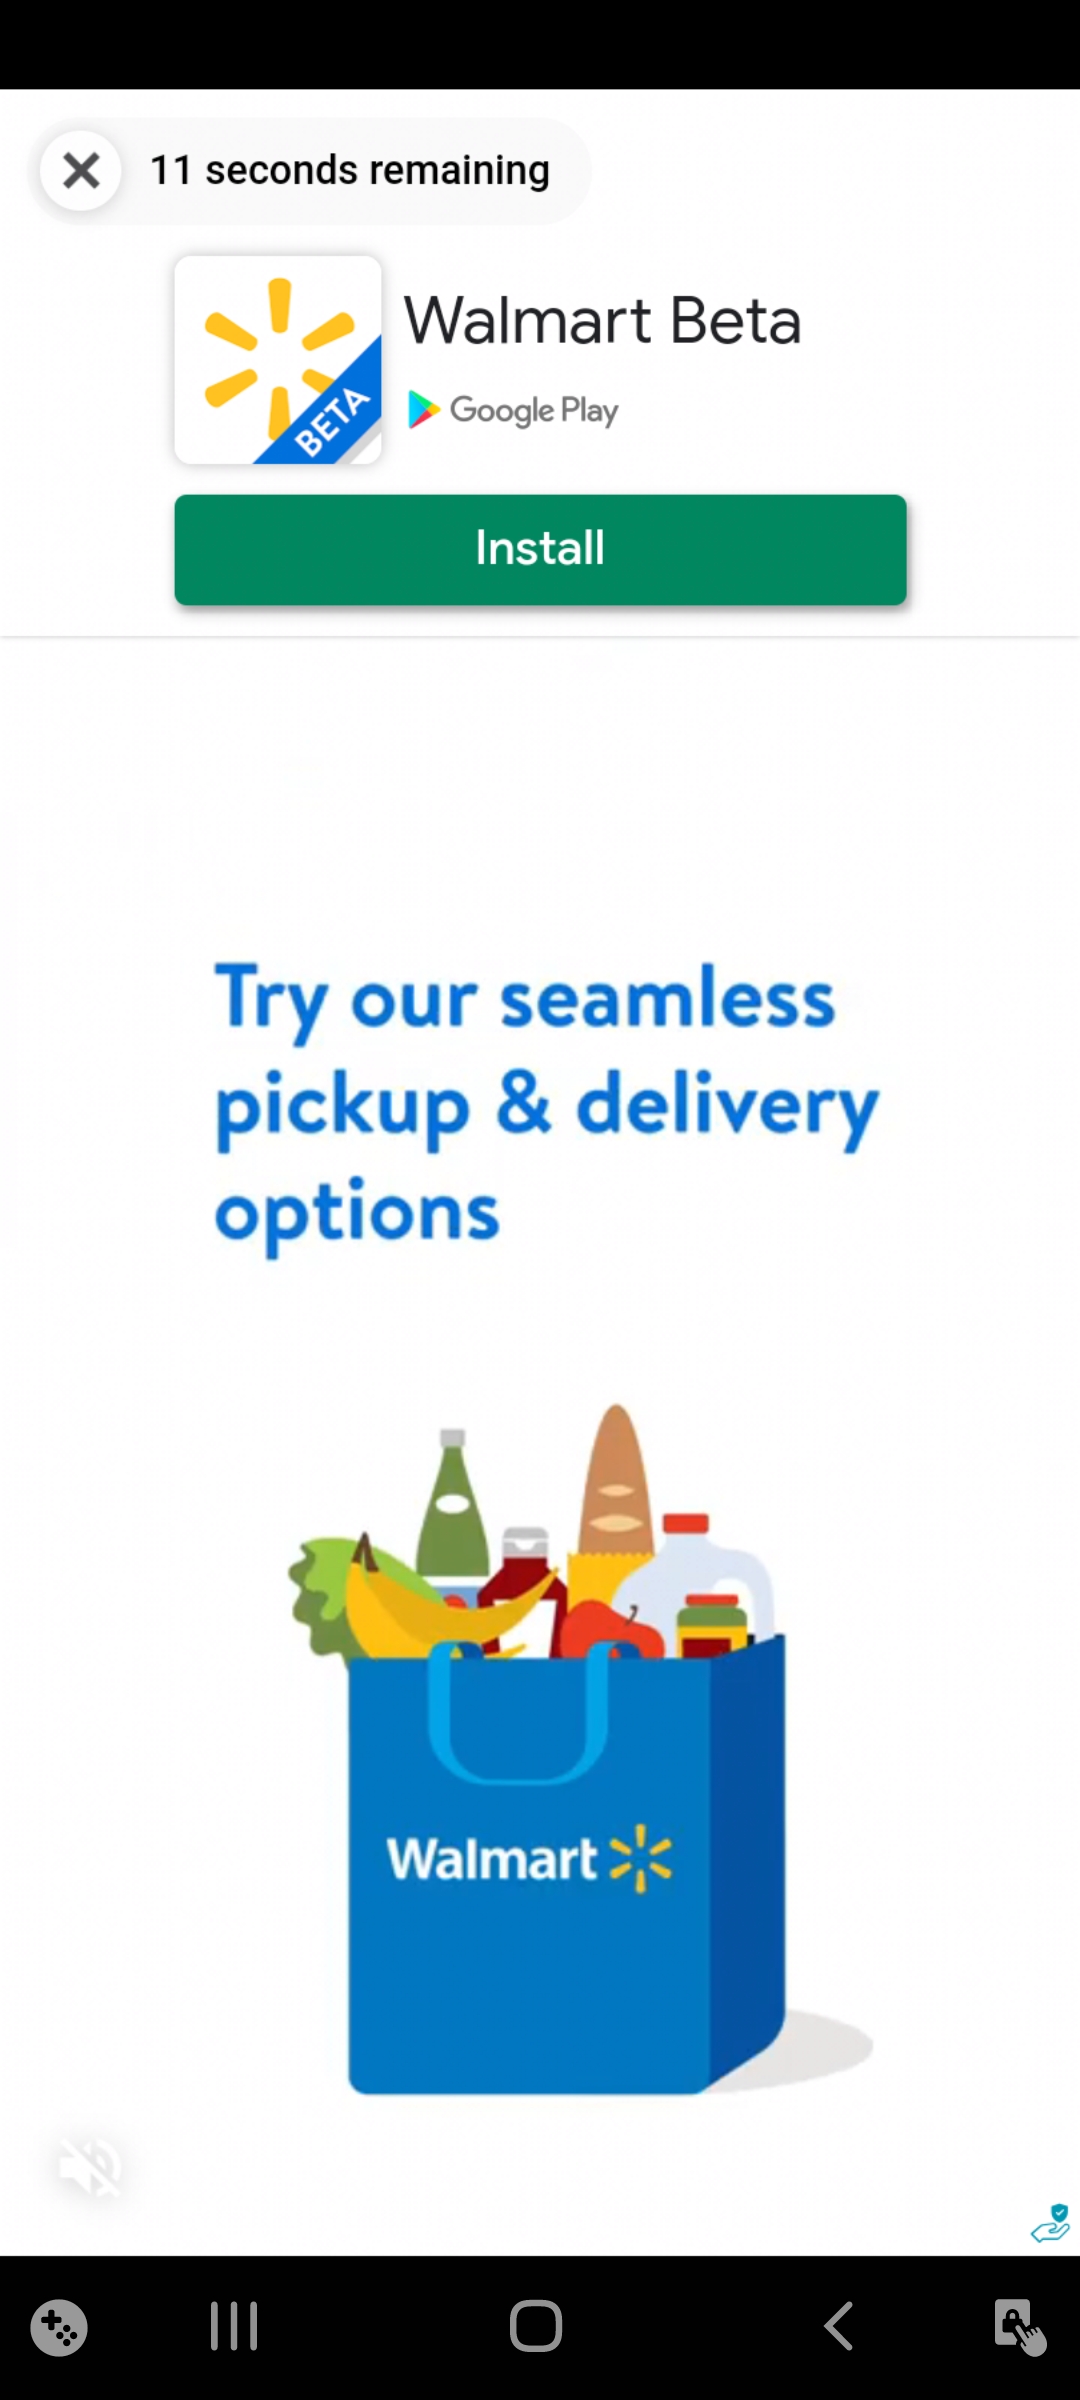 11 seconds remaining
Walmart Beta
BETA
Google Play
Install
Try our seamless
pickup & delivery
options
Walmart